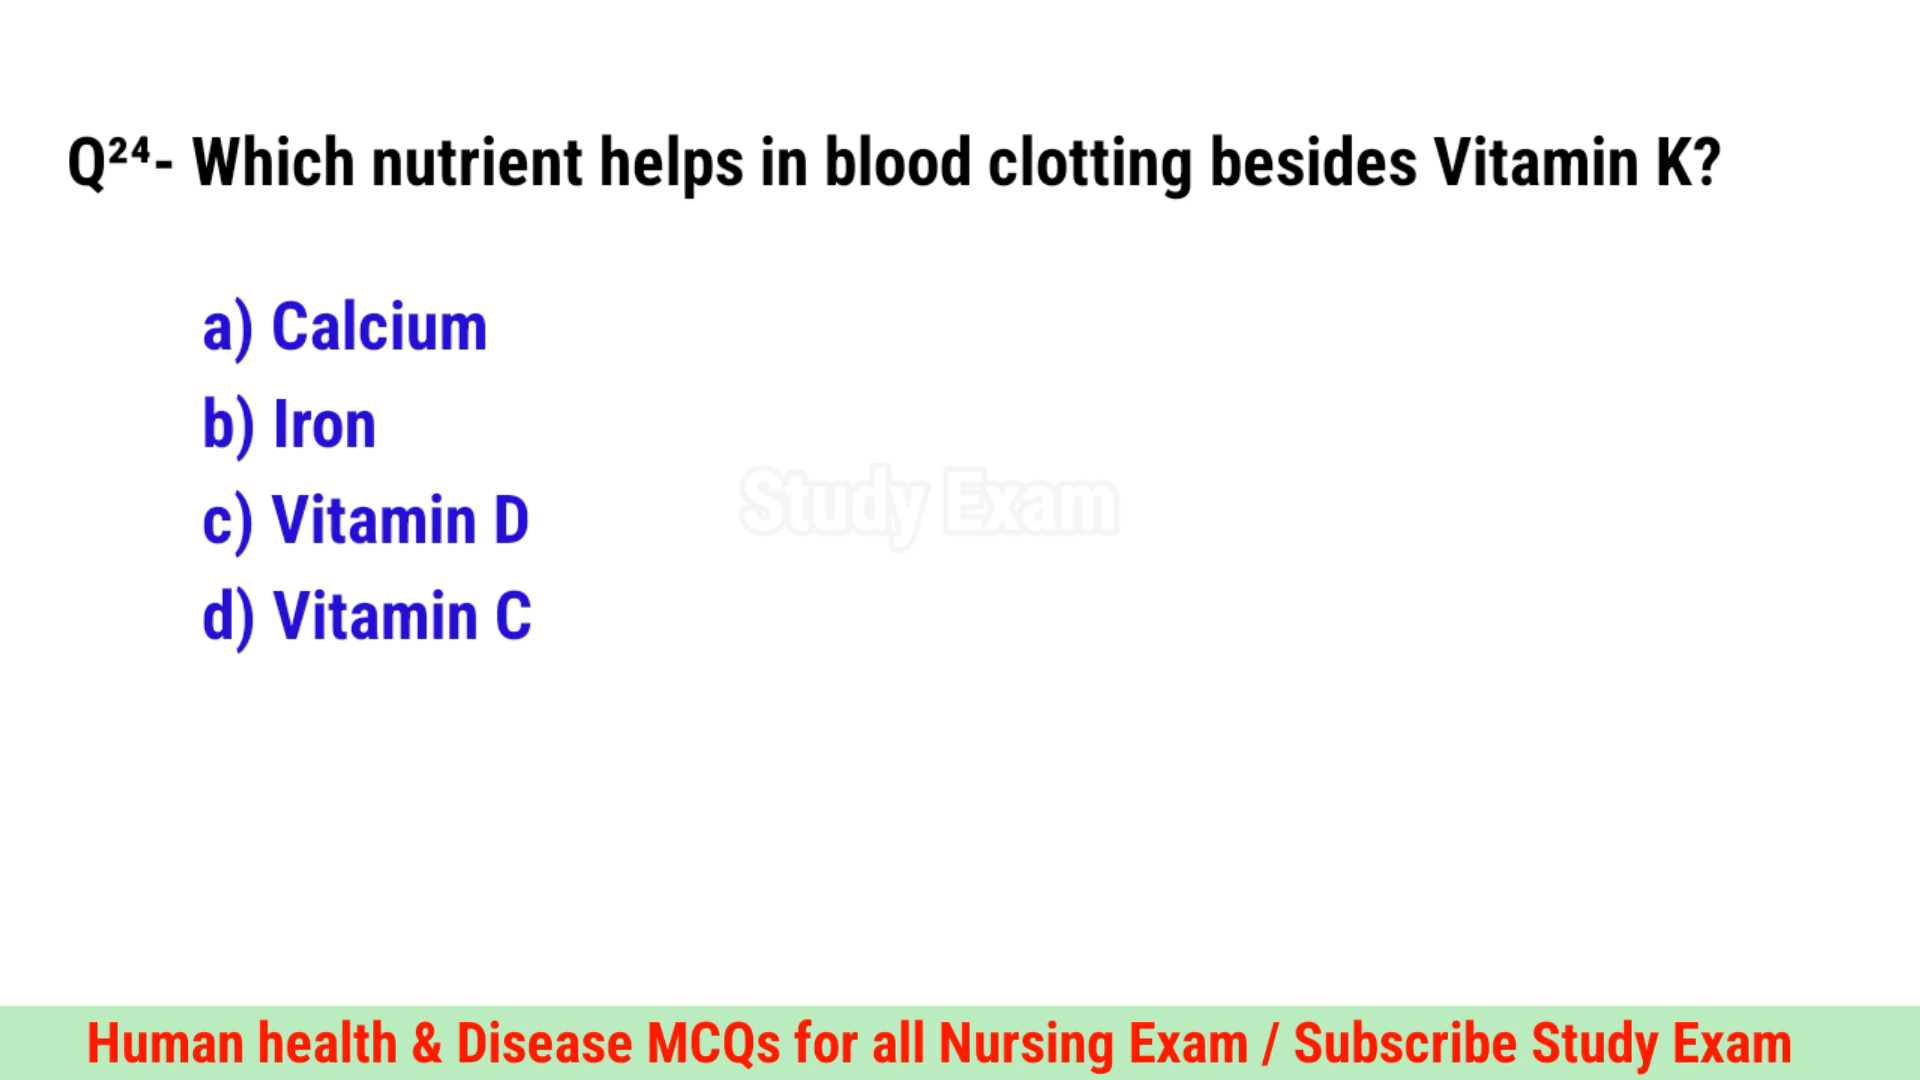 Q²⁴- Which nutrient helps in blood clotting besides Vitamin K?
a) Calcium
b) Iron
c) Vitamin D
d) Vitamin C
Study Exam
Human health & Disease MCQs for all Nursing Exam / Subscribe Study Exam